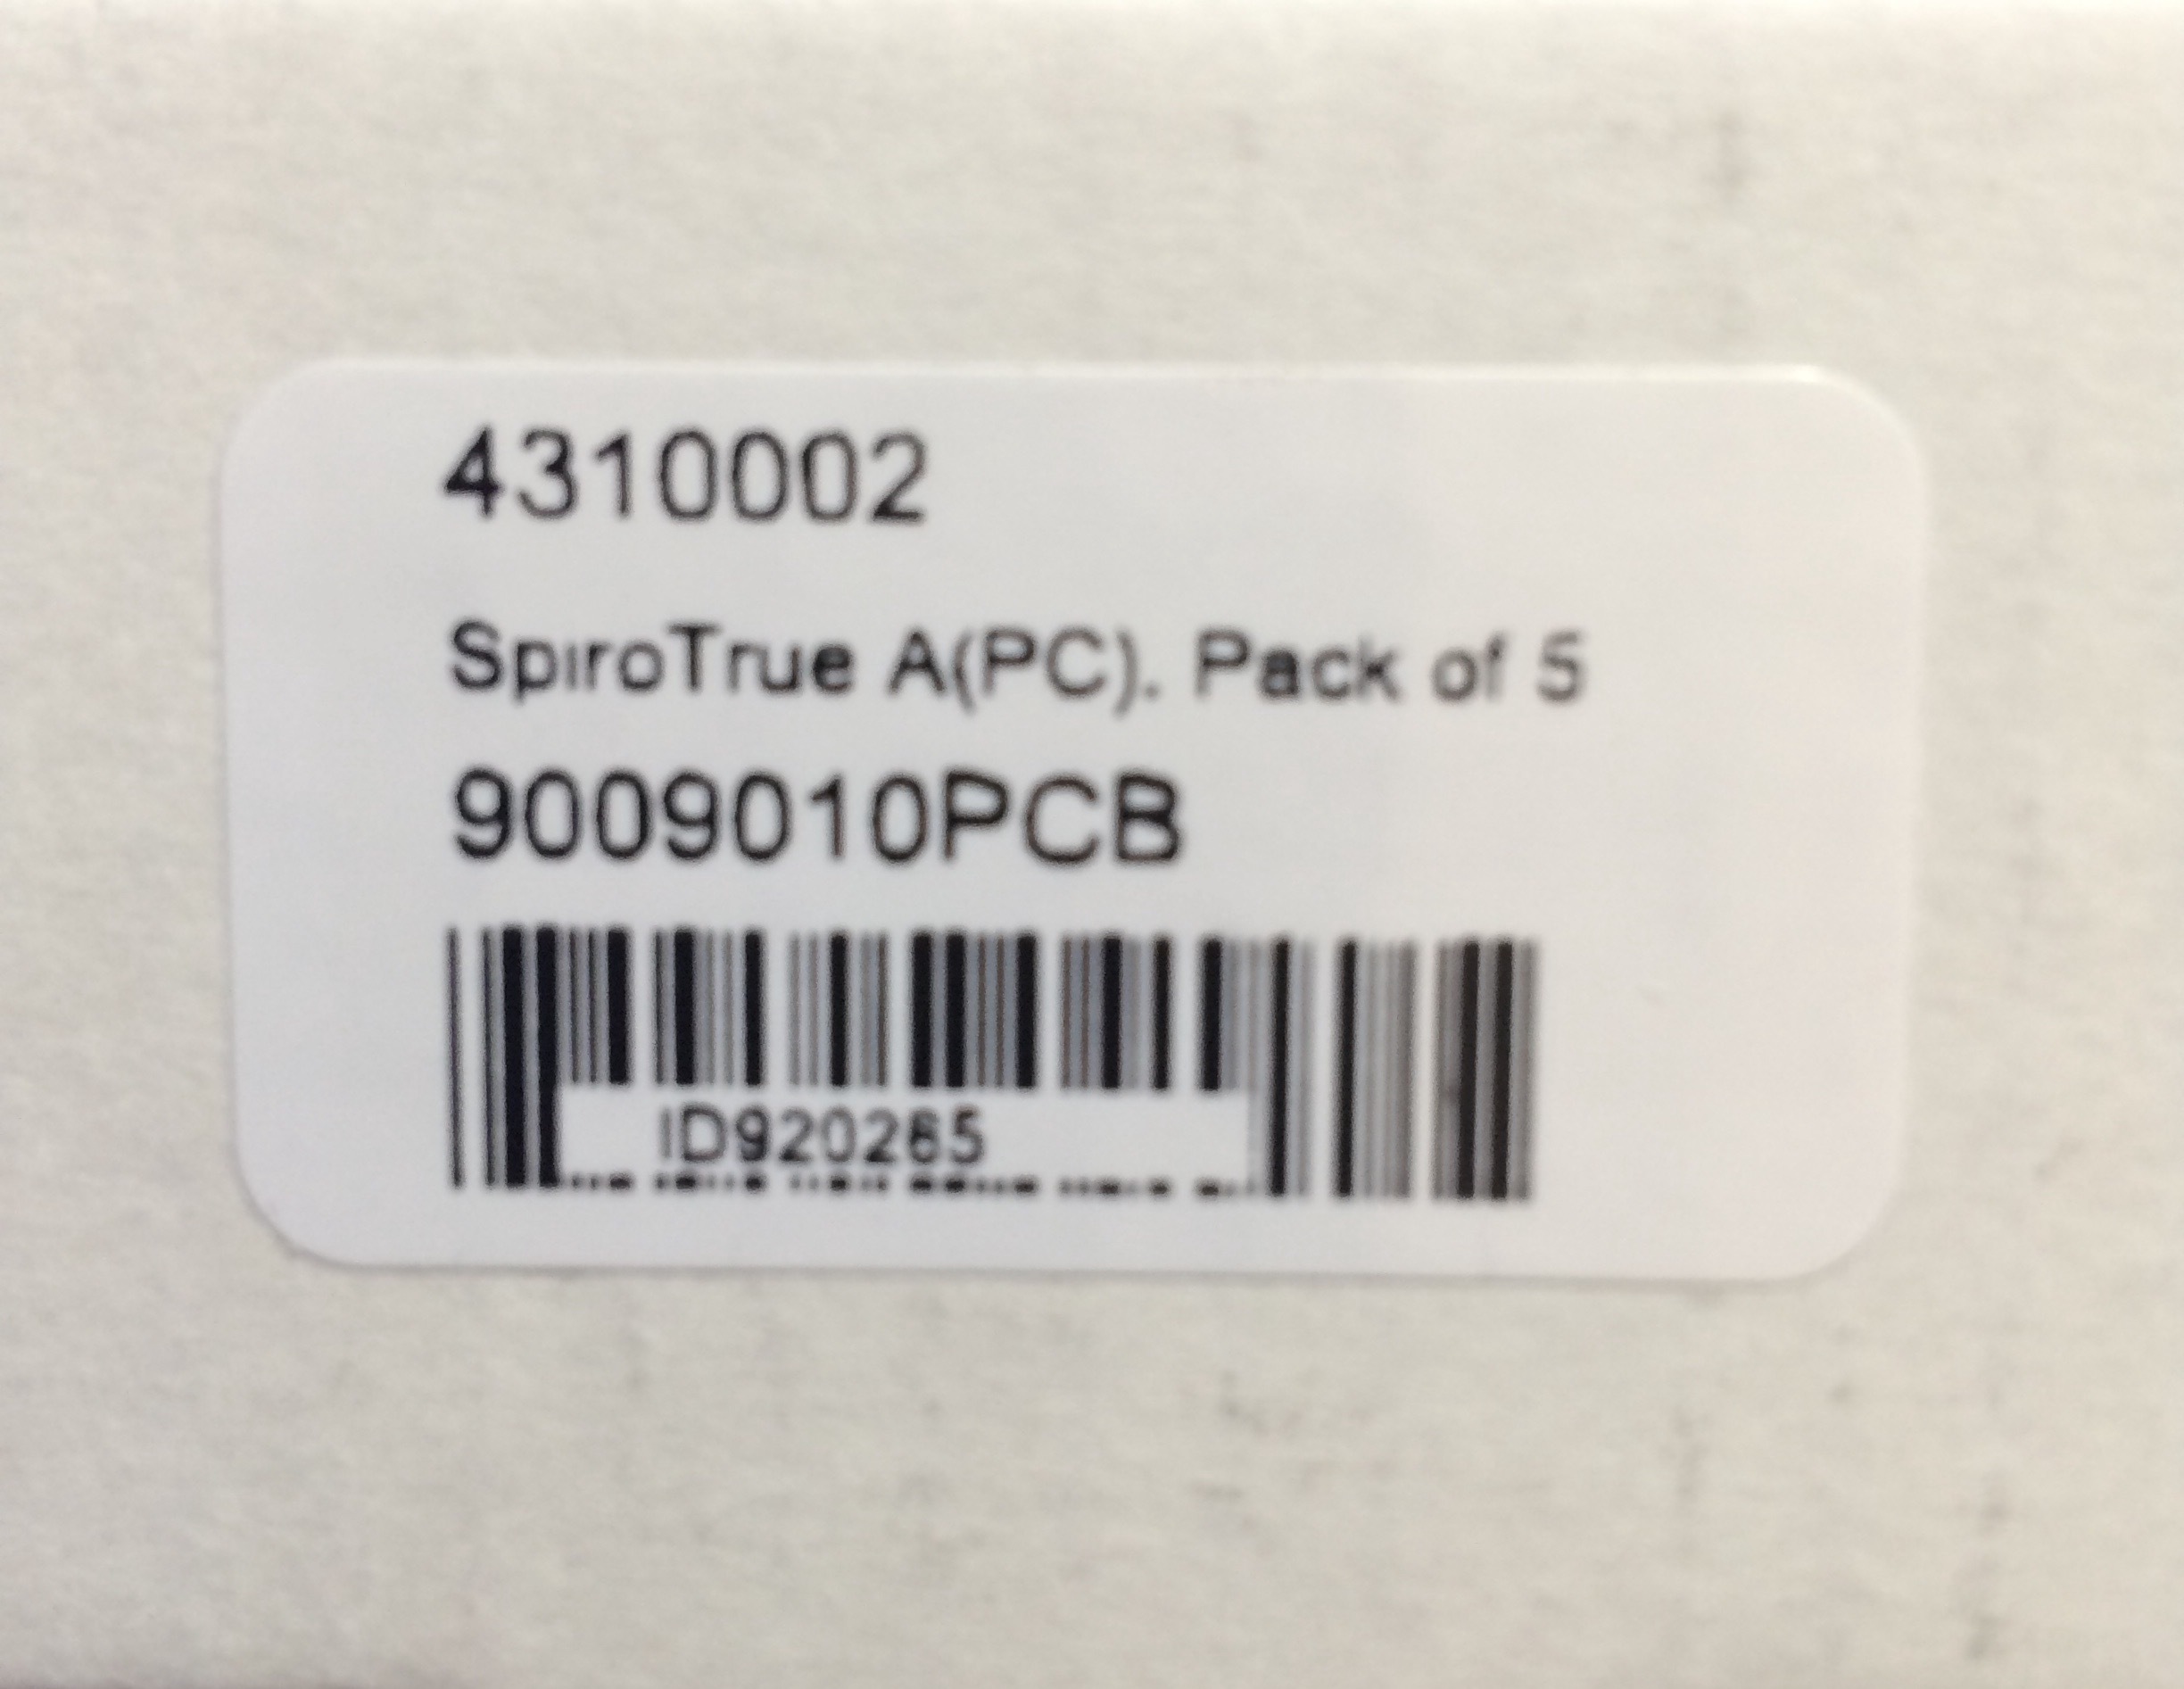 4310002
SpiroTrue A(PC). Pack of 5
9009010PCB
ID920265